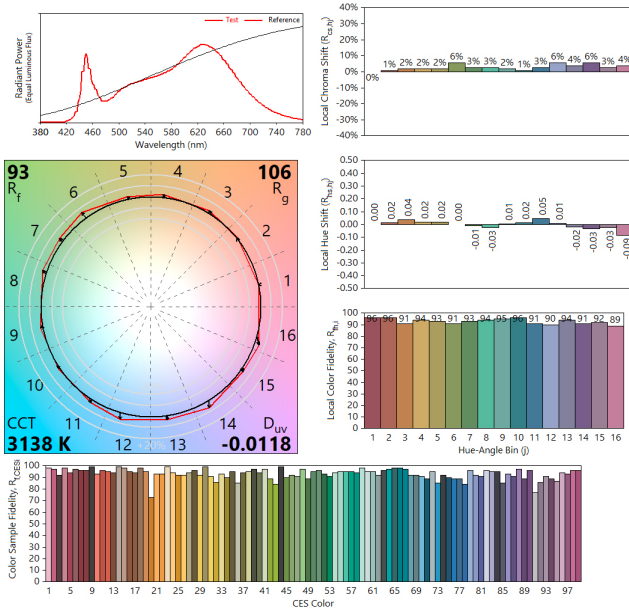 Test Reference
Radiant Power
(Equal Luminous Flux)
380 420 460 500 540 580 620 660 700 740 780
Wavelength (nm)
40%
30%
20%
10%
0%
-10%
-20%
-30%
-40%
Local Chroma Shift (Rcs,hj)
0% 1% 2% 2% 2% 6% 3% 3% 2% 1% 3% 6% 4% 6% 3% 4%
93
Rf
106
Rg
1
2
3
4
5
6
7
8
9
10
11
12
13
14
15
16
+20%
CCT
3138 K
Duv
-0.0118
0.50
0.40
0.30
0.20
0.10
0.00
-0.10
-0.20
-0.30
-0.40
-0.50
Local Hue Shift (Rhs,hj)
0.00 0.02 0.04 0.02 0.02 0.00 -0.01 -0.03 0.01 0.02 0.05 0.01 -0.02 -0.03 -0.03 -0.09
100
90
80
70
60
50
40
30
20
10
0
Local Color Fidelity, Rfh,i
96 96 91 94 93 91 93 94 95 96 91 90 94 91 92 89
1 2 3 4 5 6 7 8 9 10 11 12 13 14 15 16
Hue-Angle Bin (j)
100
90
80
70
60
50
40
30
20
10
0
Color Sample Fidelity, Rf,CESi
1 5 9 13 17 21 25 29 33 37 41 45 49 53 57 61 65 69 73 77 81 85 89 93 97
CES Color